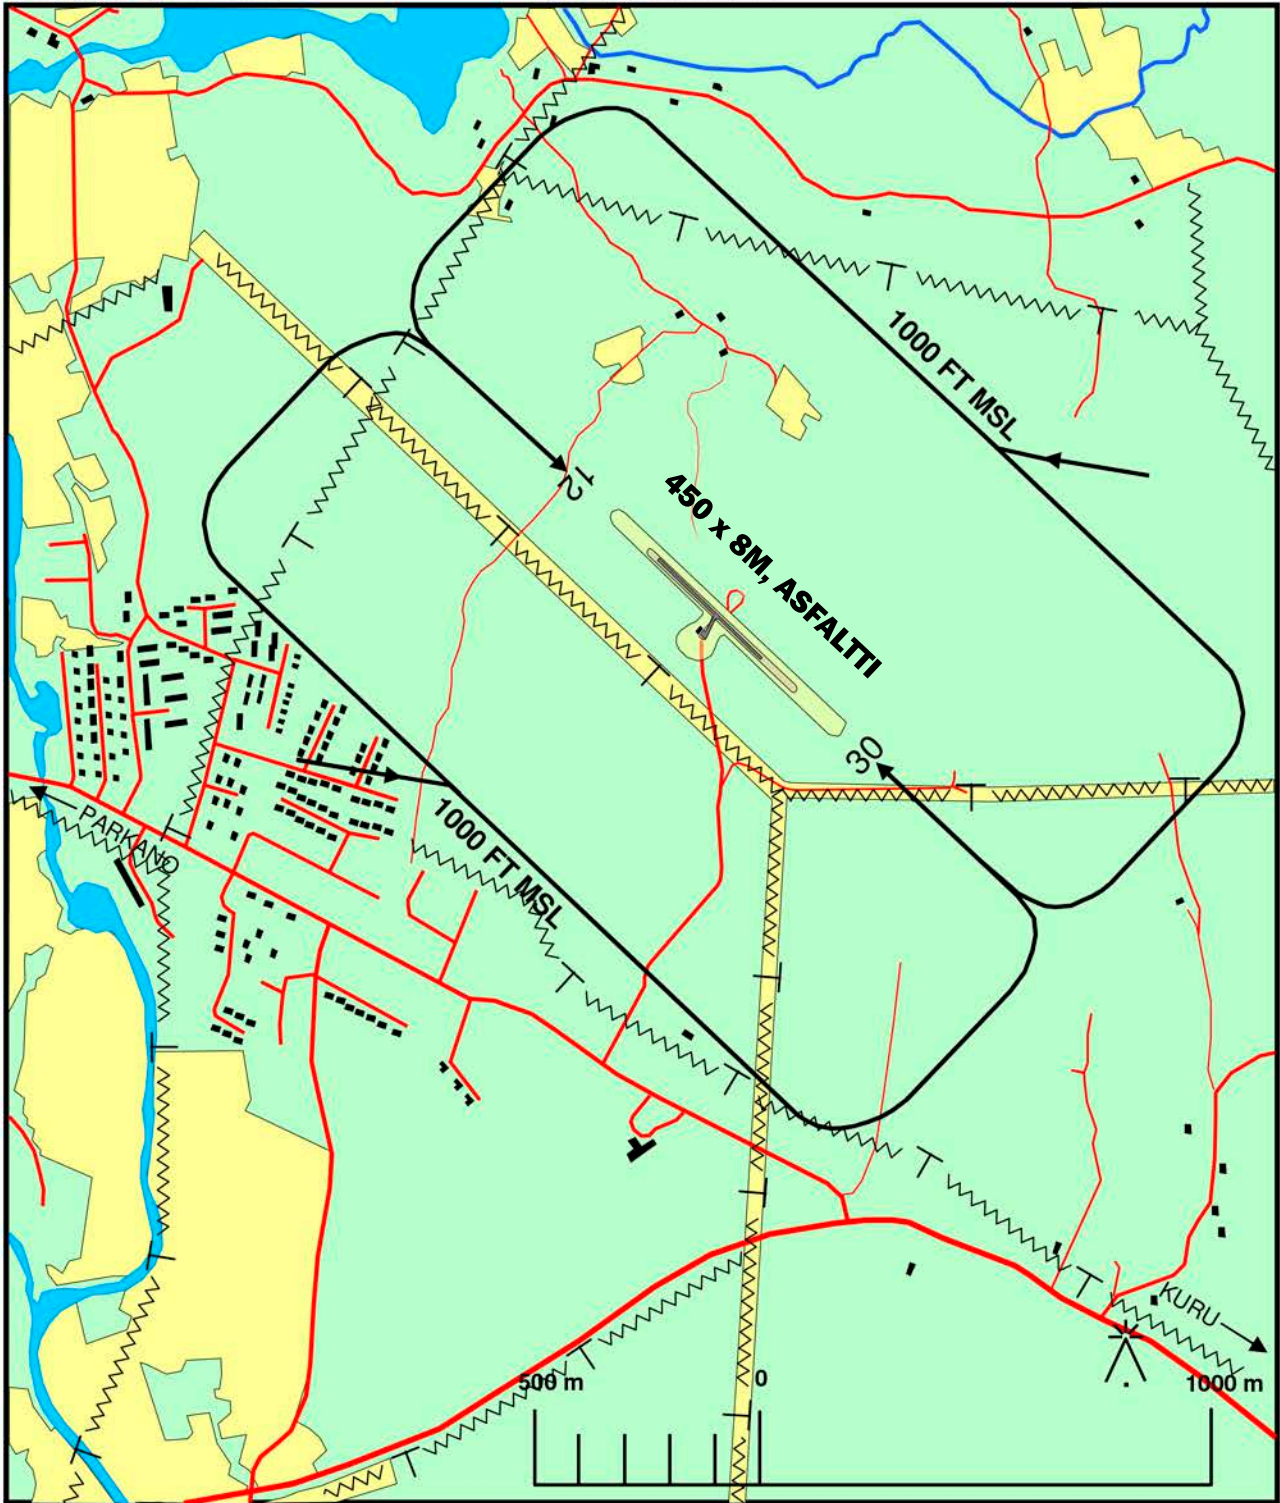 1000 FT MSL
12
450 x 8M, ASFALTTI
30
PARKANO
1000 FT MSL
KURU
500 m
0
1000 m